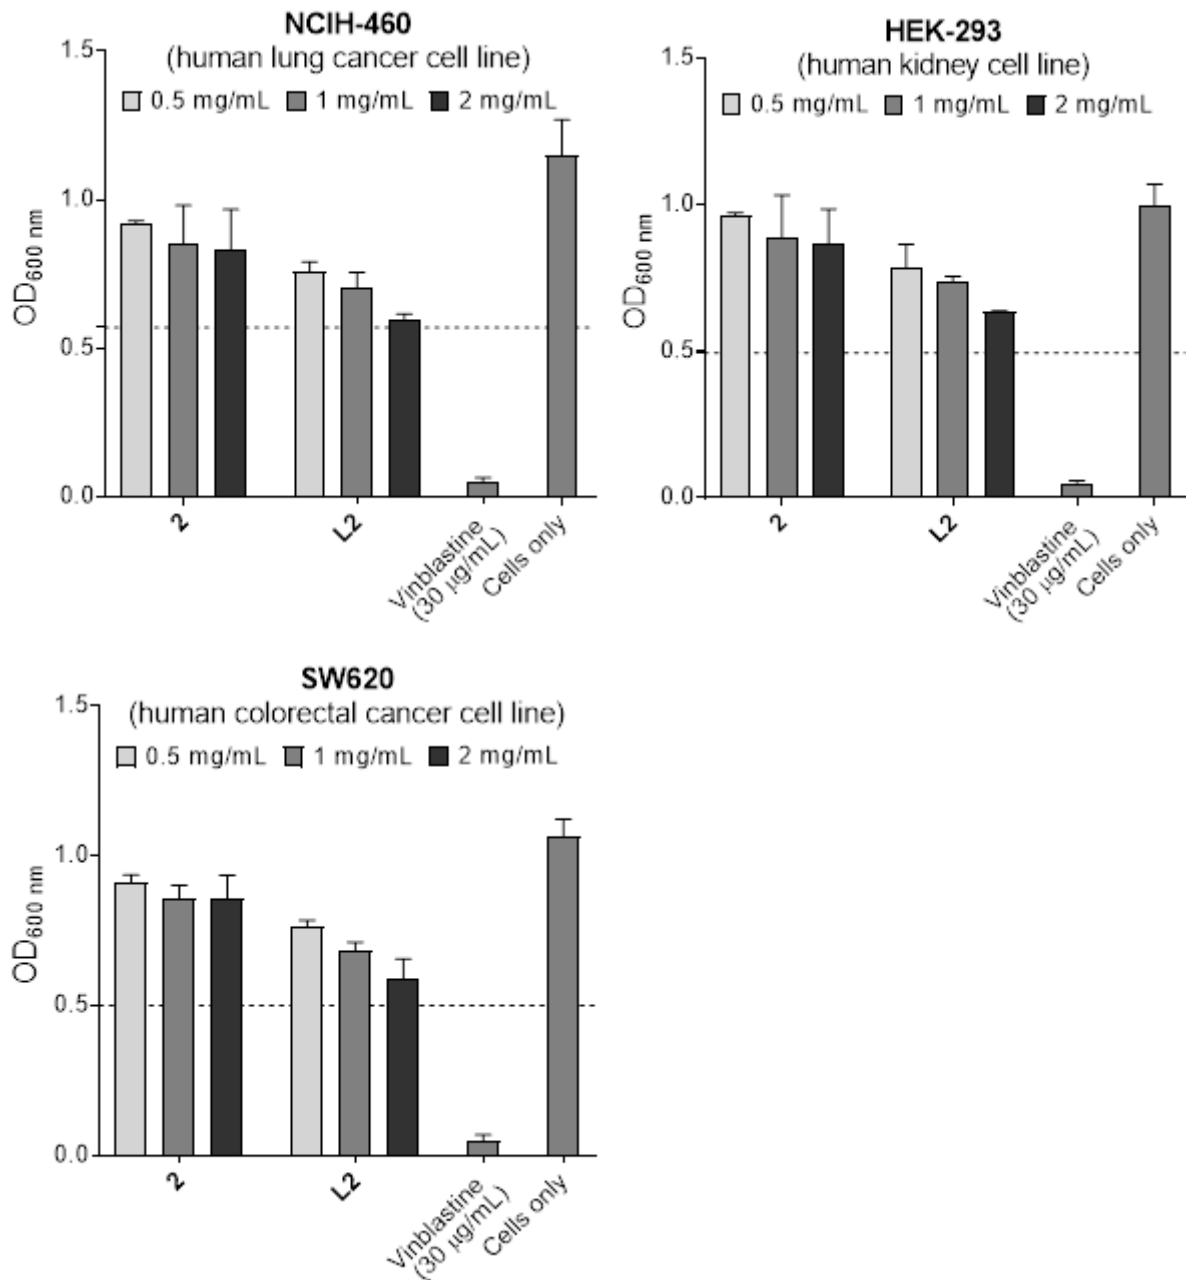 NCIH-460
(human lung cancer cell line)
0.5 mg/mL 1 mg/mL 2 mg/mL
1.5
1.0
0.5
0.0
OD600 nm
2
L2
Vinblastine
(30 µg/mL)
Cells only
HEK-293
(human kidney cell line)
0.5 mg/mL 1 mg/mL 2 mg/mL
1.5
1.0
0.5
0.0
OD600 nm
2
L2
Vinblastine
(30 µg/mL)
Cells only
SW620
(human colorectal cancer cell line)
0.5 mg/mL 1 mg/mL 2 mg/mL
1.5
1.0
0.5
0.0
OD600 nm
2
L2
Vinblastine
(30 µg/mL)
Cells only